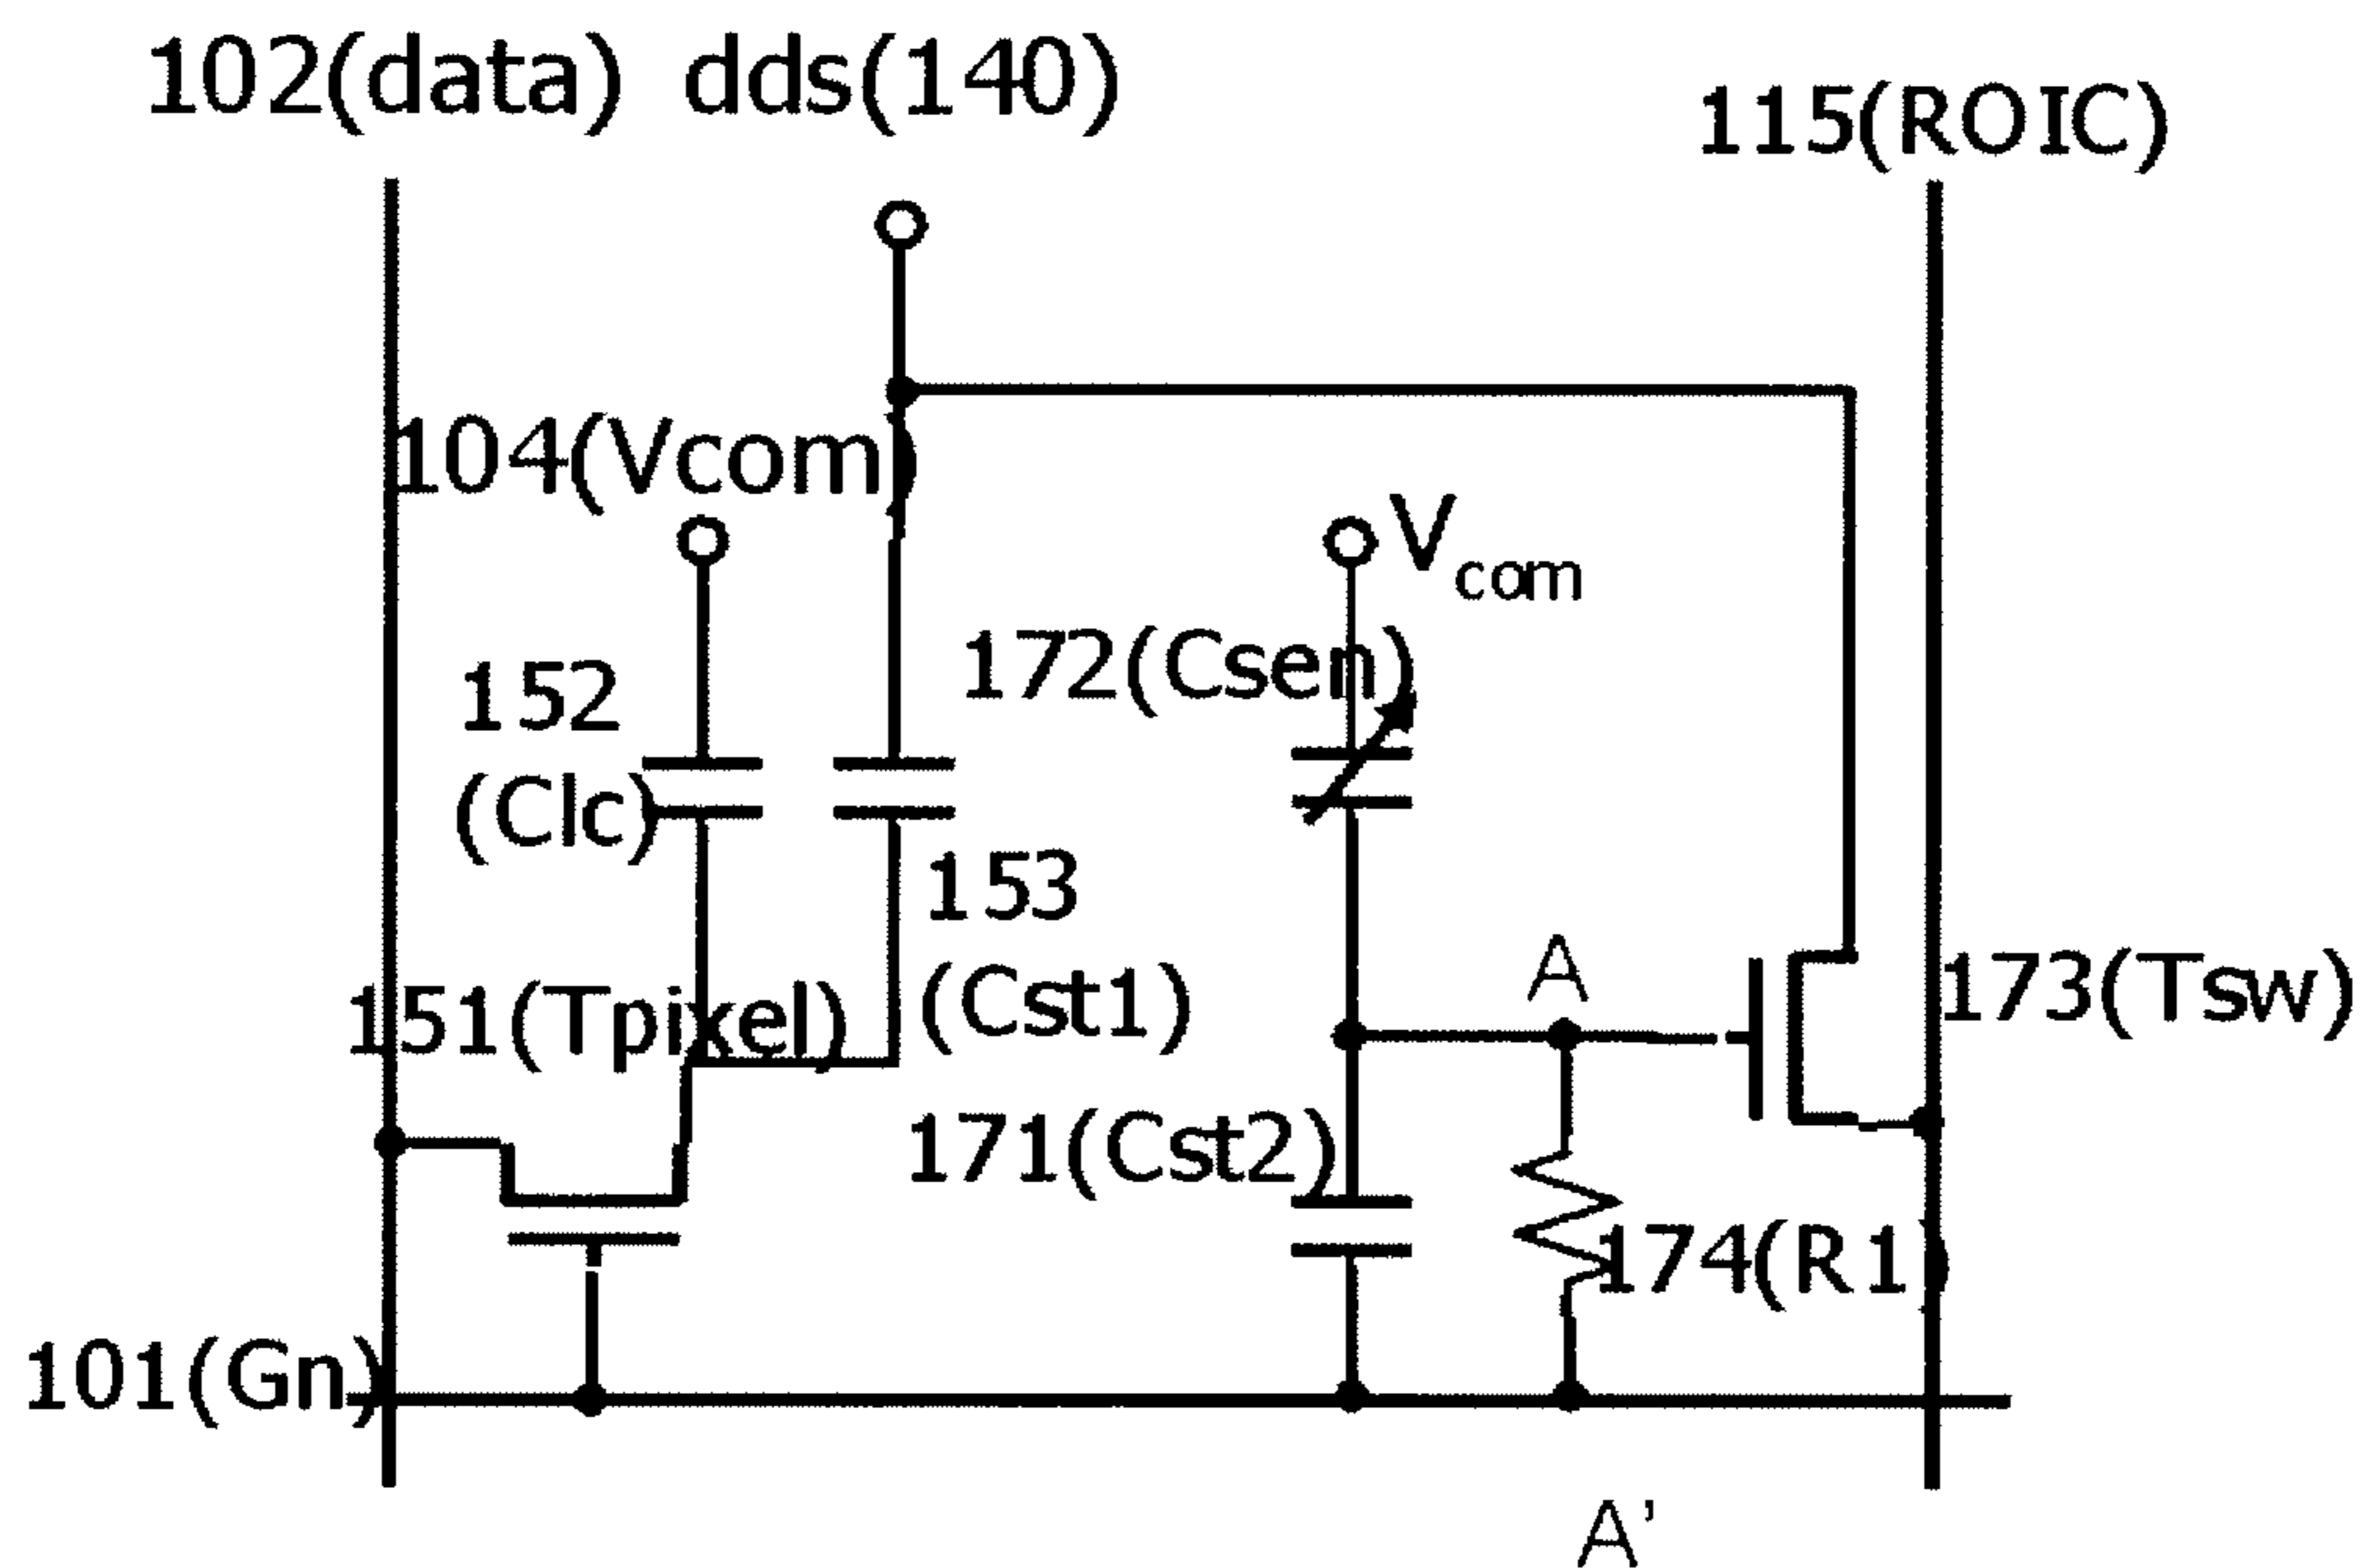 102(data) dds(140)
115(ROIC)
104(Vcom)
Vcom
172(Csen)
152
(Clc)
153
(Cst1)
A
173(Tsw)
151(Tpixel)
171(Cst2)
174(R1)
101(Gn)
A'